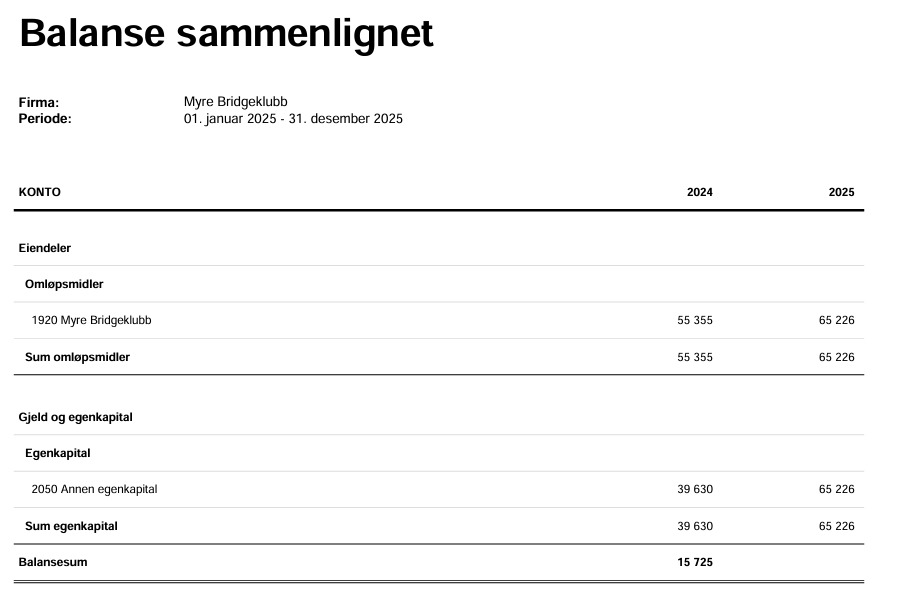 Balanse sammenlignet
Firma: Myre Bridgeklubb
Periode: 01. januar 2025 - 31. desember 2025
KONTO 2024 2025
Eiendeler
Omløpsmidler
1920 Myre Bridgeklubb 55 355 65 226
Sum omløpsmidler 55 355 65 226
Gjeld og egenkapital
Egenkapital
2050 Annen egenkapital 39 630 65 226
Sum egenkapital 39 630 65 226
Balansesum 15 725